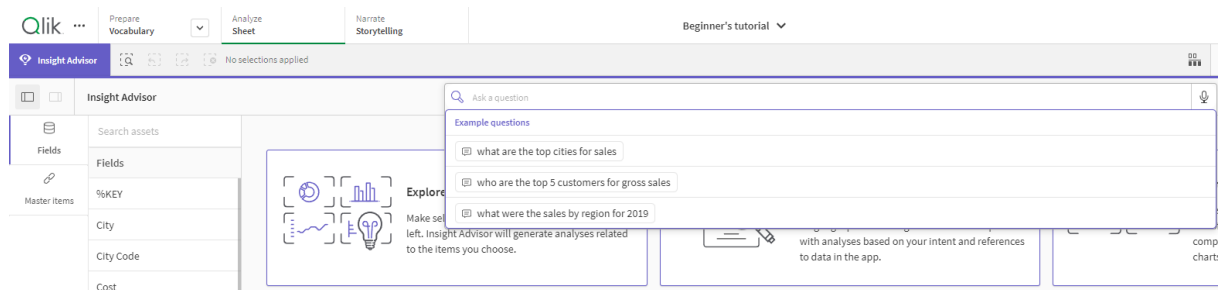 Qlik
Prepare
Vocabulary
Analyze
Sheet
Narrate
Storytelling
Beginner's tutorial
Insight Advisor
No selections applied
Insight Advisor
Ask a question
Fields
Master items
Search assets
Fields
%KEY
City
City Code
Cost
Example questions
what are the top cities for sales
who are the top 5 customers for gross sales
what were the sales by region for 2019
Explore
Make sel
left. Insight Advisor will generate analyses related
to the items you choose.
with analyses based on your intent and references
to data in the app.
comp
charts